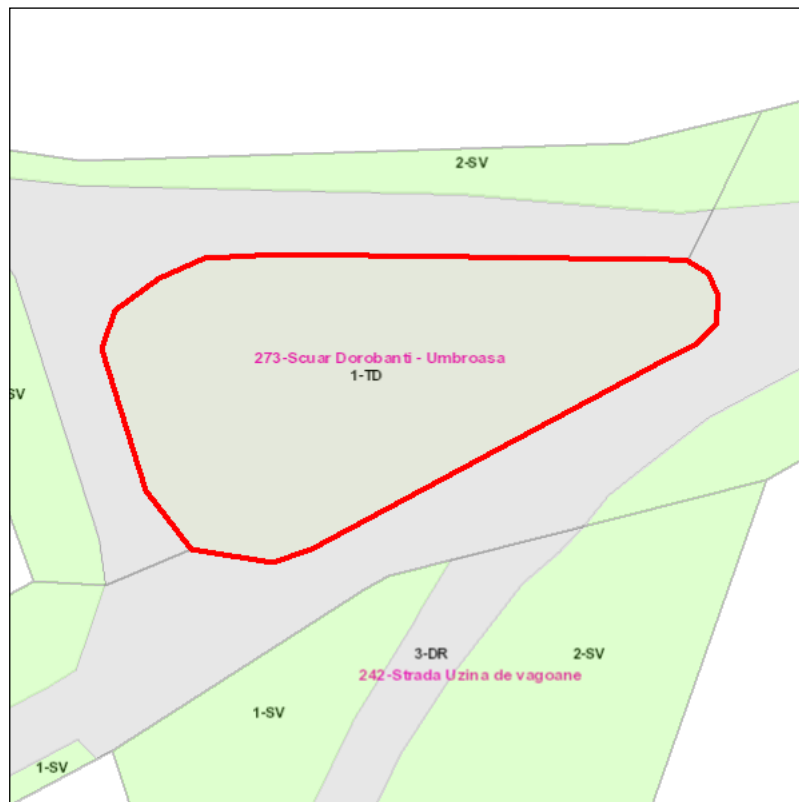 2-SV
273-Scuar Dorobanti - Umbroasa
1-TD
SV
3-DR
2-SV
242-Strada Uzina de vagoane
1-SV
1-SV